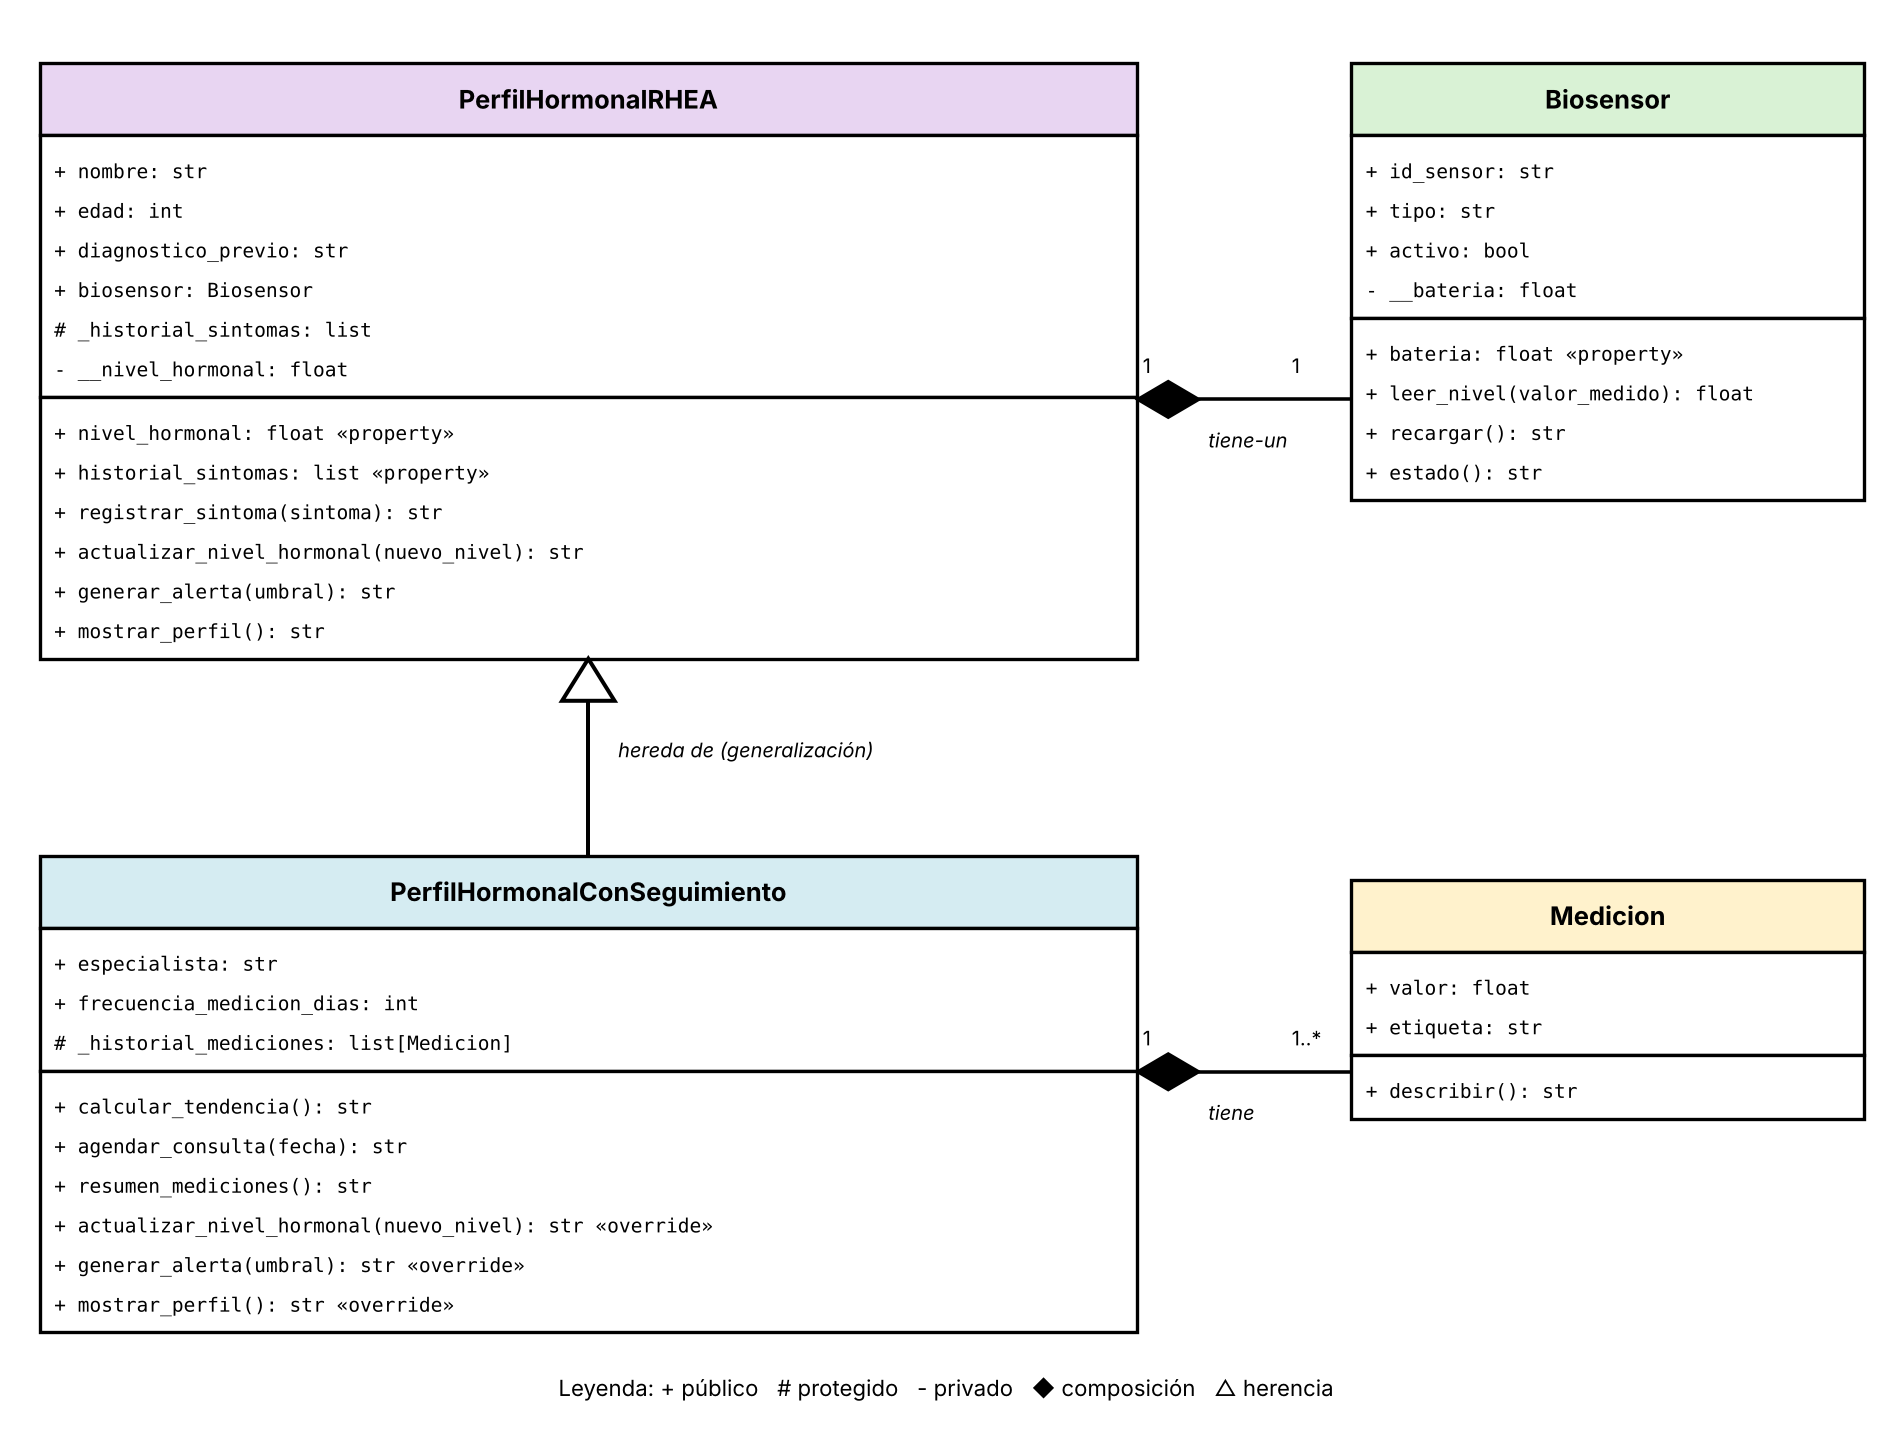 PerfilHormonalRHEA
+ nombre: str
+ edad: int
+ diagnostico_previo: str
+ biosensor: Biosensor
# _historial_sintomas: list
- __nivel_hormonal: float
+ nivel_hormonal: float «property»
+ historial_sintomas: list «property»
+ registrar_sintoma(sintoma): str
+ actualizar_nivel_hormonal(nuevo_nivel): str
+ generar_alerta(umbral): str
+ mostrar_perfil(): str
1
1
tiene-un
Biosensor
+ id_sensor: str
+ tipo: str
+ activo: bool
- __bateria: float
+ bateria: float «property»
+ leer_nivel(valor_medido): float
+ recargar(): str
+ estado(): str
hereda de (generalización)
PerfilHormonalConSeguimiento
+ especialista: str
+ frecuencia_medicion_dias: int
# _historial_mediciones: list[Medicion]
+ calcular_tendencia(): str
+ agendar_consulta(fecha): str
+ resumen_mediciones(): str
+ actualizar_nivel_hormonal(nuevo_nivel): str «override»
+ generar_alerta(umbral): str «override»
+ mostrar_perfil(): str «override»
1
1..*
tiene
Medicion
+ valor: float
+ etiqueta: str
+ describir(): str
Leyenda: + público # protegido - privado ◆ composición △ herencia